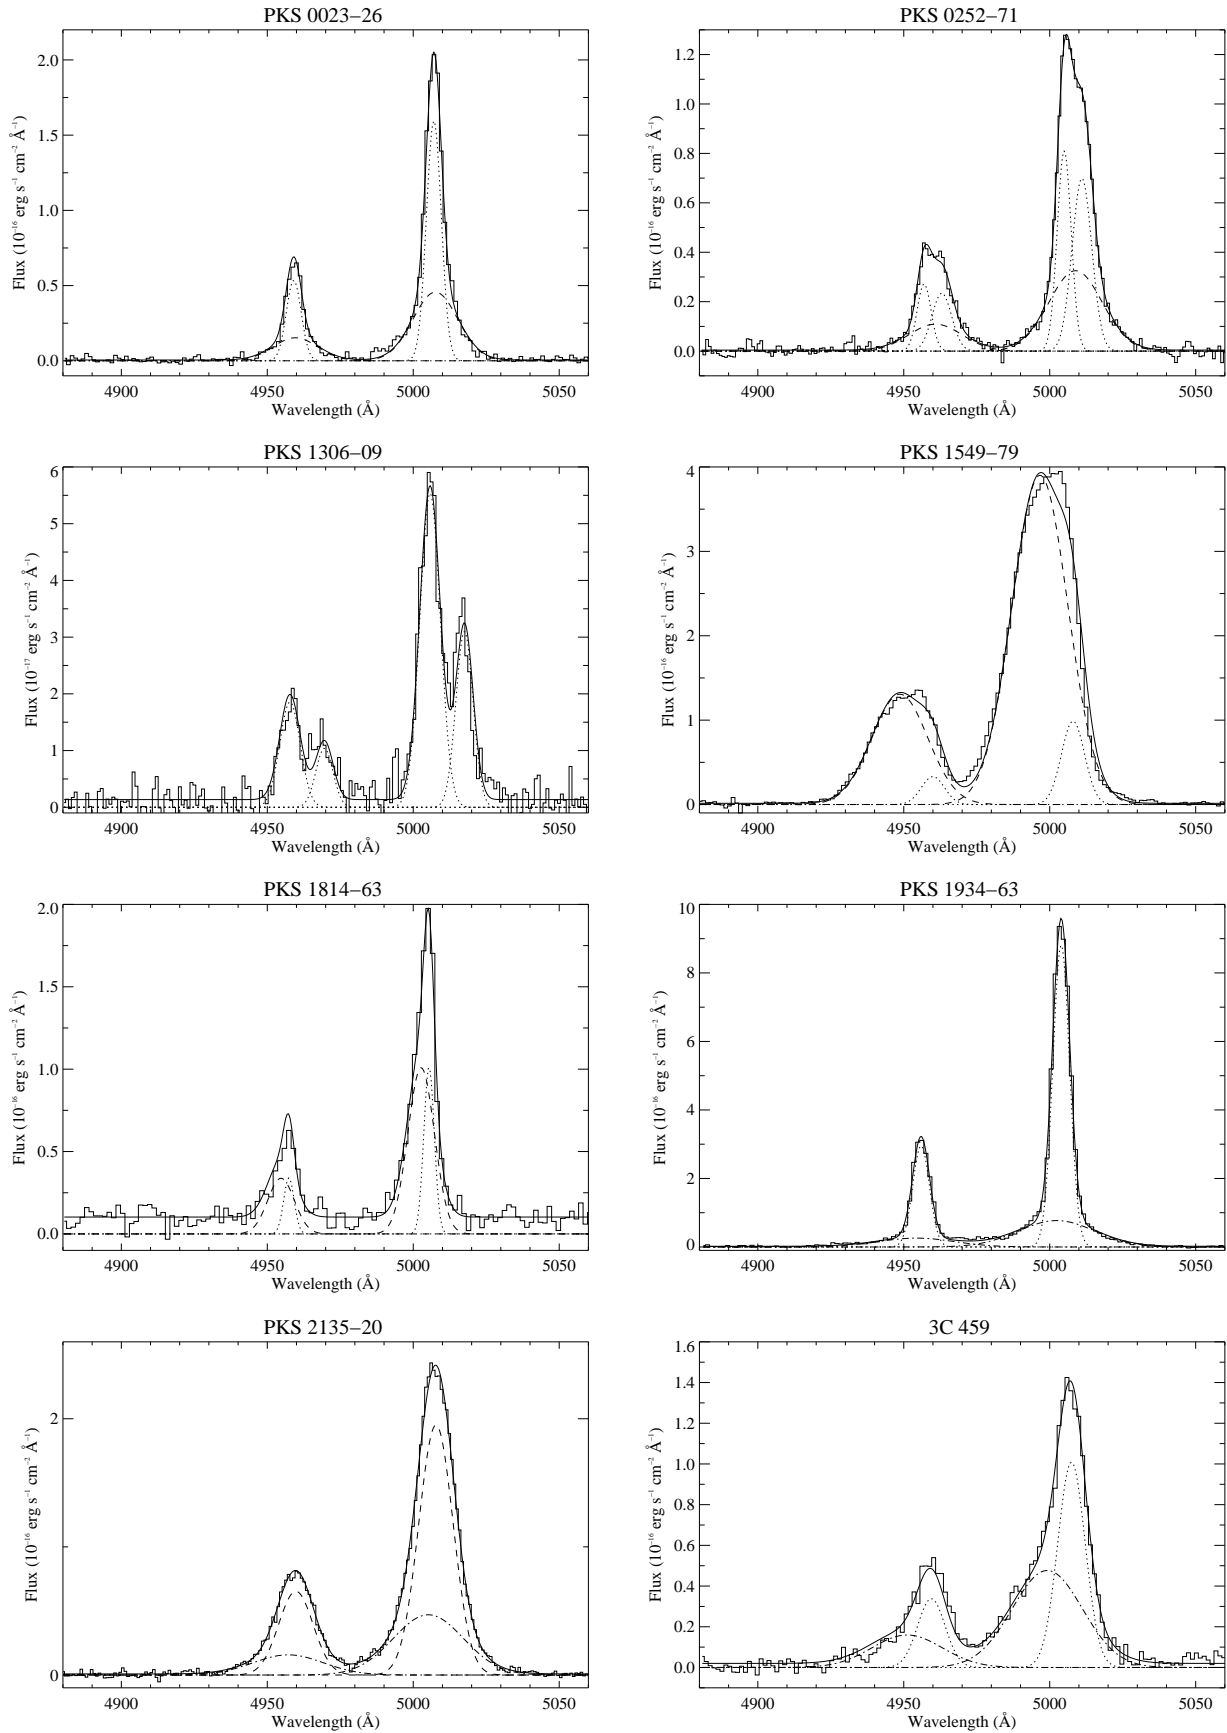 PKS 0023−26
2.0
1.5
1.0
0.5
0.0
Flux (10⁻¹⁶ erg s⁻¹ cm⁻² Å⁻¹)
4900 4950 5000 5050
Wavelength (Å)
PKS 0252−71
1.2
1.0
0.8
0.6
0.4
0.2
0.0
Flux (10⁻¹⁶ erg s⁻¹ cm⁻² Å⁻¹)
4900 4950 5000 5050
Wavelength (Å)
PKS 1306−09
6
5
4
3
2
1
0
Flux (10⁻¹⁷ erg s⁻¹ cm⁻² Å⁻¹)
4900 4950 5000 5050
Wavelength (Å)
PKS 1549−79
4
3
2
1
0
Flux (10⁻¹⁶ erg s⁻¹ cm⁻² Å⁻¹)
4900 4950 5000 5050
Wavelength (Å)
PKS 1814−63
2.0
1.5
1.0
0.5
0.0
Flux (10⁻¹⁶ erg s⁻¹ cm⁻² Å⁻¹)
4900 4950 5000 5050
Wavelength (Å)
PKS 1934−63
10
8
6
4
2
0
Flux (10⁻¹⁶ erg s⁻¹ cm⁻² Å⁻¹)
4900 4950 5000 5050
Wavelength (Å)
PKS 2135−20
2
0
Flux (10⁻¹⁶ erg s⁻¹ cm⁻² Å⁻¹)
4900 4950 5000 5050
Wavelength (Å)
3C 459
1.6
1.4
1.2
1.0
0.8
0.6
0.4
0.2
0.0
Flux (10⁻¹⁶ erg s⁻¹ cm⁻² Å⁻¹)
4900 4950 5000 5050
Wavelength (Å)